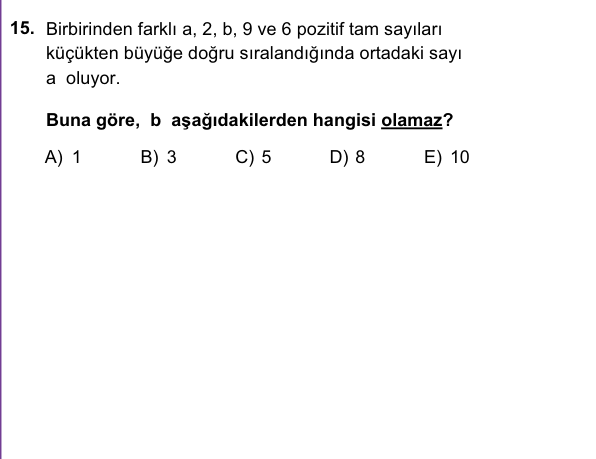 15. Birbirinden farklı a, 2, b, 9 ve 6 pozitif tam sayıları
küçükten büyüğe doğru sıralandığında ortadaki sayı
a oluyor.
Buna göre, b aşağıdakilerden hangisi olamaz?
A) 1 B) 3 C) 5 D) 8 E) 10